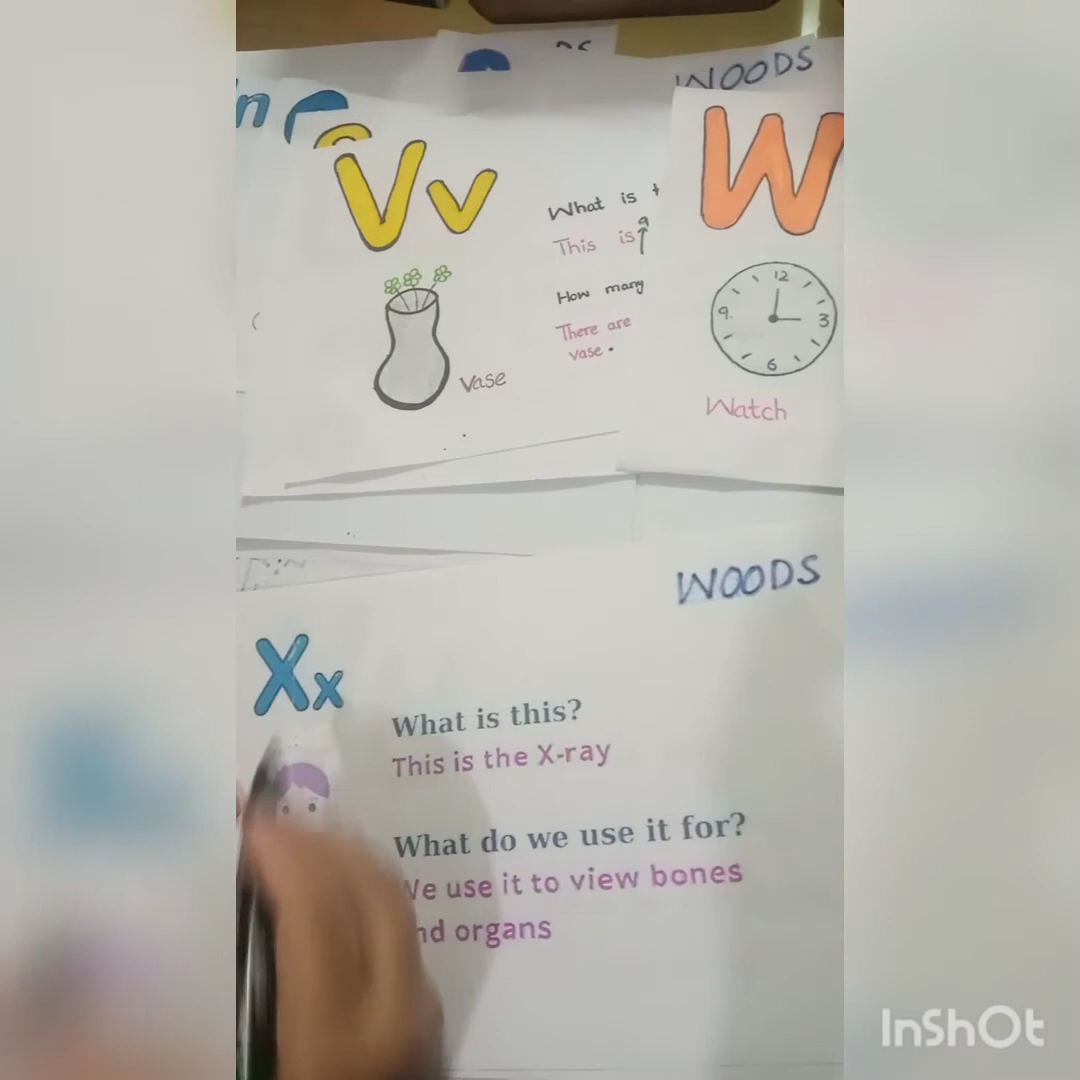 WOODS
n
Vv
W
What is
This is a
How many
There are
vase.
12
9
3
6
Vase
Watch
WOODS
Xx
What is this?
This is the X-ray
What do we use it for?
We use it to view bones
and organs
InShOt